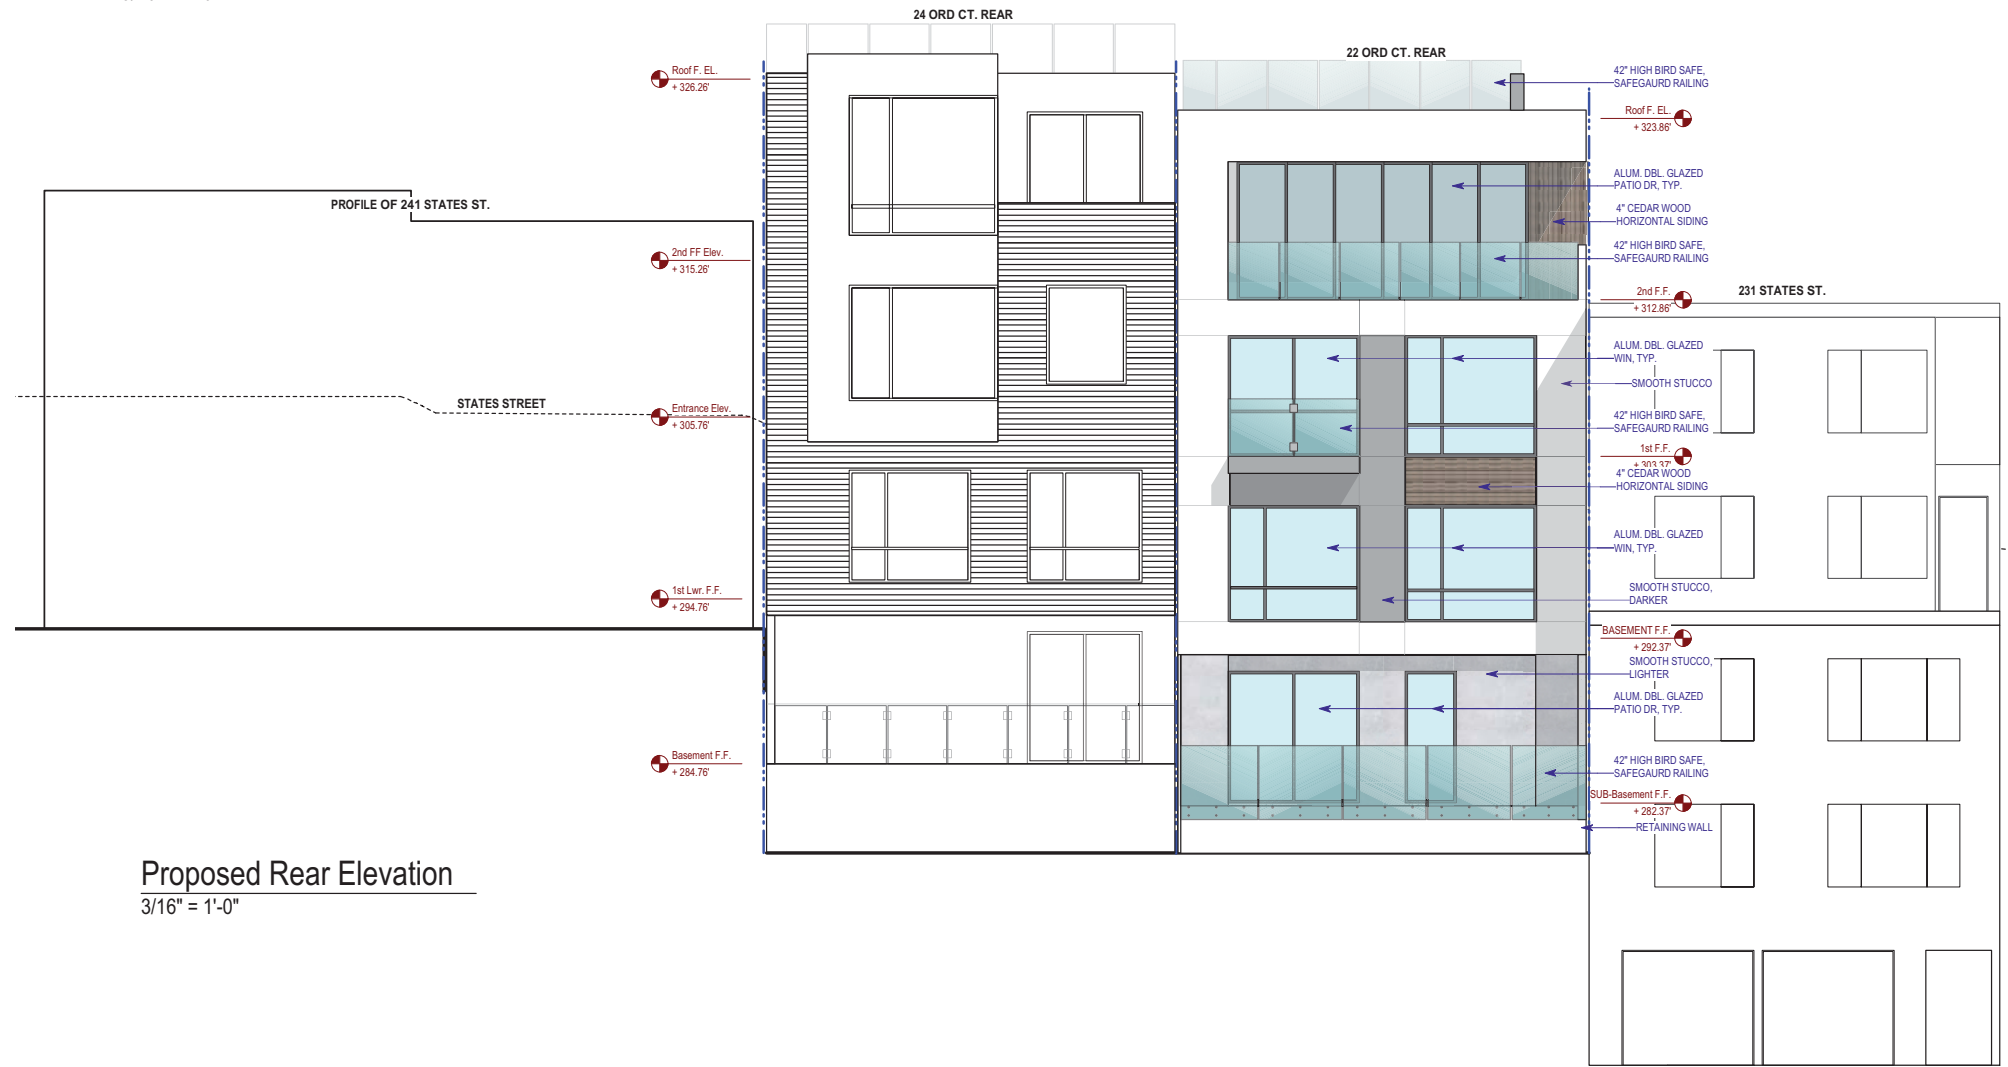 24 ORD CT. REAR
22 ORD CT. REAR
Roof F. EL.
+ 326.26'
42" HIGH BIRD SAFE,
SAFEGAURD RAILING
Roof F. EL.
+ 323.86'
ALUM. DBL. GLAZED
PATIO DR, TYP.
PROFILE OF 241 STATES ST.
4" CEDAR WOOD
HORIZONTAL SIDING
2nd FF Elev.
+ 315.26'
42" HIGH BIRD SAFE,
SAFEGAURD RAILING
2nd F.F.
+ 312.86'
231 STATES ST.
ALUM. DBL. GLAZED
WIN, TYP.
SMOOTH STUCCO
STATES STREET
Entrance Elev.
+ 305.76'
42" HIGH BIRD SAFE,
SAFEGAURD RAILING
1st F.F.
+ 303.37'
4" CEDAR WOOD
HORIZONTAL SIDING
ALUM. DBL. GLAZED
WIN, TYP.
1st Lwr. F.F.
+ 294.76'
SMOOTH STUCCO,
DARKER
BASEMENT F.F.
+ 292.37'
SMOOTH STUCCO,
LIGHTER
ALUM. DBL. GLAZED
PATIO DR, TYP.
Basement F.F.
+ 284.76'
42" HIGH BIRD SAFE,
SAFEGAURD RAILING
SUB-Basement F.F.
+ 282.37'
RETAINING WALL
Proposed Rear Elevation
3/16" = 1'-0"